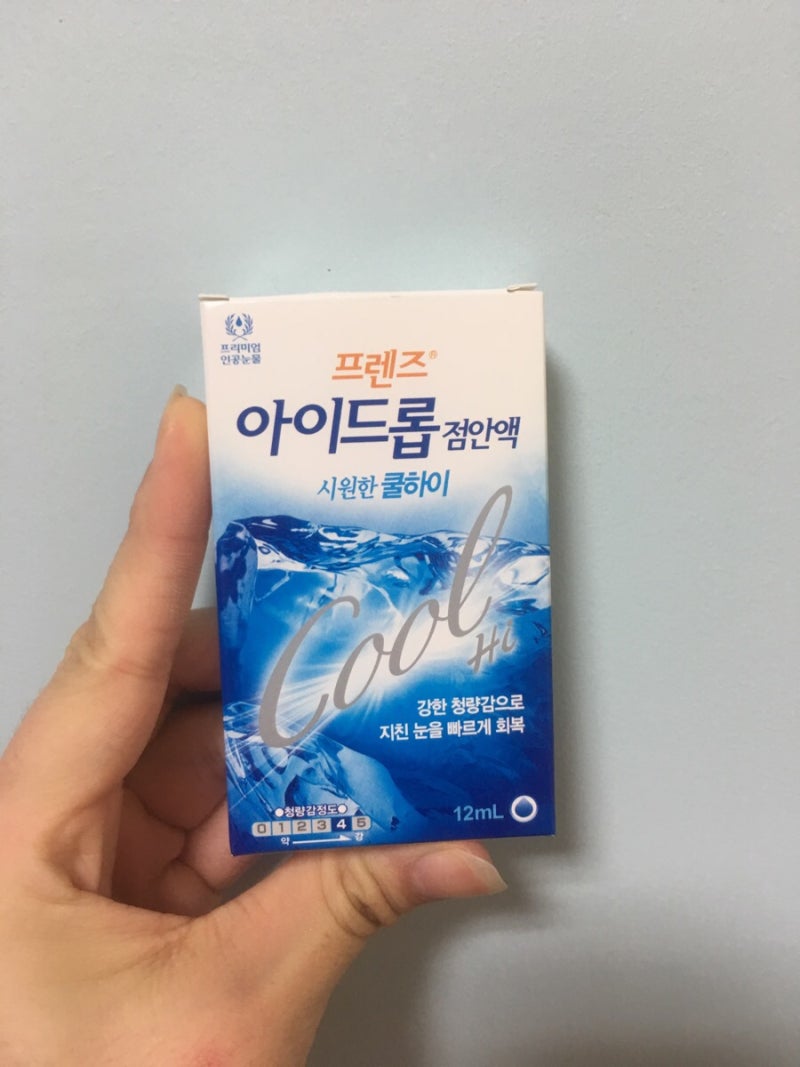 프리미엄
인공눈물
프렌즈®
아이드롭 점안액
시원한 쿨하이
Cool
Hi
강한 청량감으로
지친 눈을 빠르게 회복
청량감정도
0 1 2 3 4 5
약 강
12mL